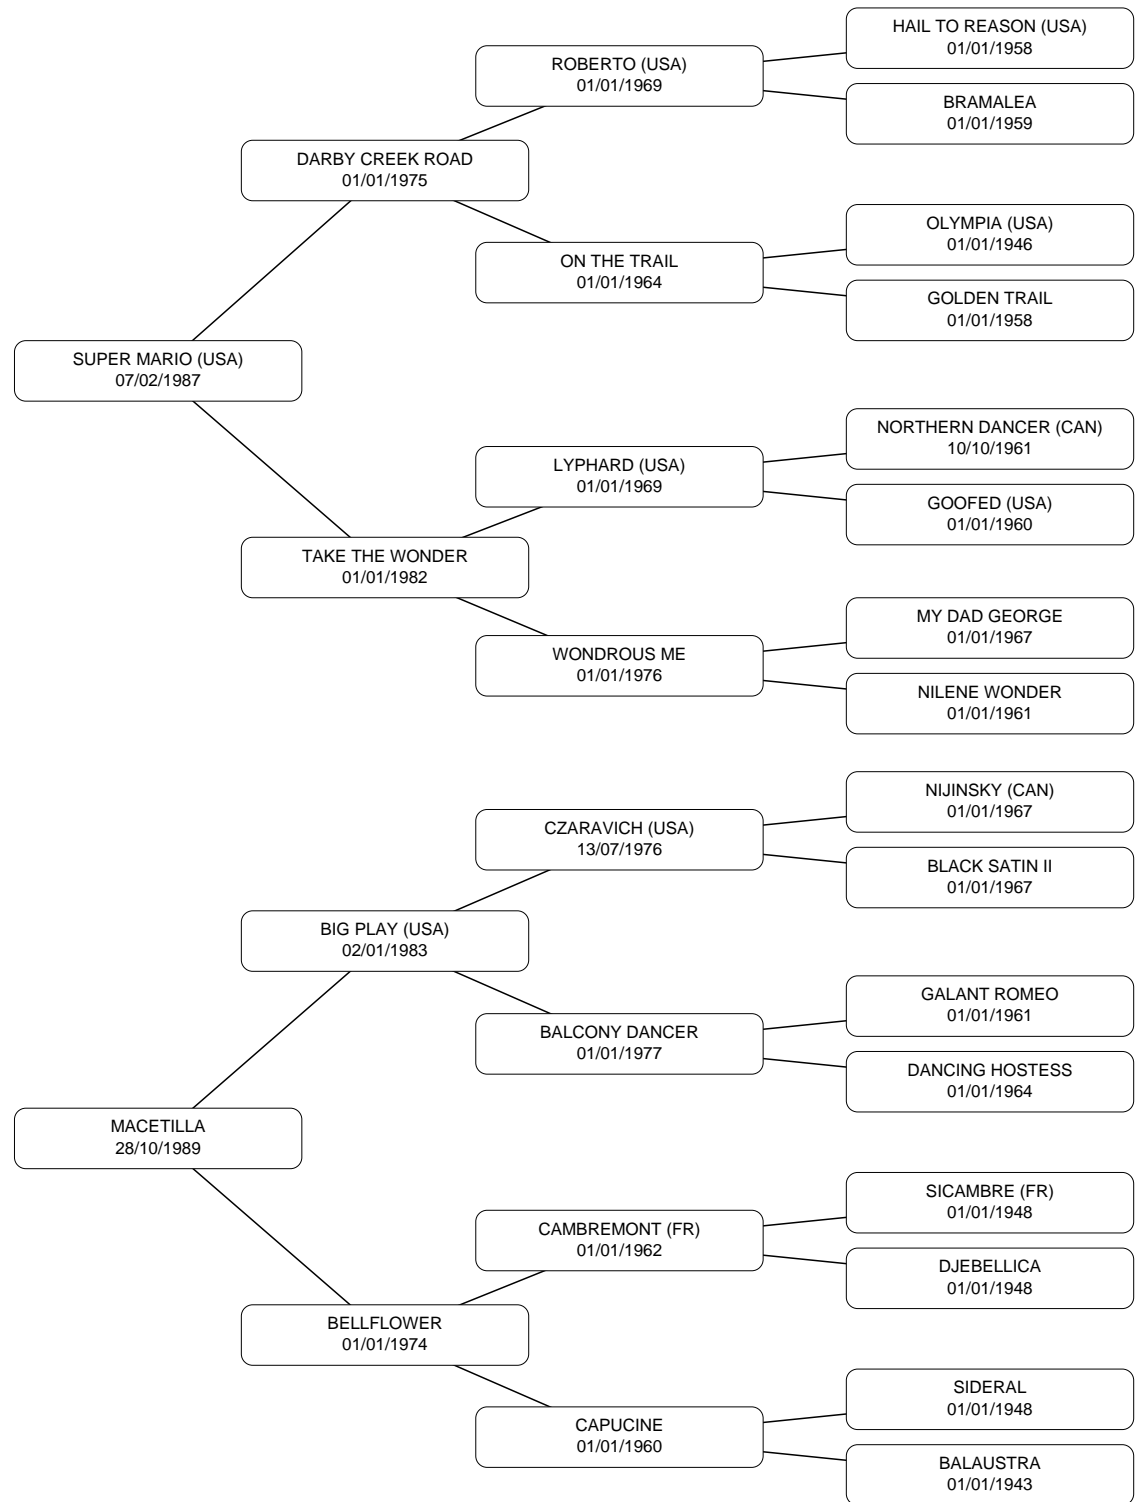 HAIL TO REASON (USA)
01/01/1958
ROBERTO (USA)
01/01/1969
BRAMALEA
01/01/1959
DARBY CREEK ROAD
01/01/1975
OLYMPIA (USA)
01/01/1946
ON THE TRAIL
01/01/1964
GOLDEN TRAIL
01/01/1958
SUPER MARIO (USA)
07/02/1987
NORTHERN DANCER (CAN)
10/10/1961
LYPHARD (USA)
01/01/1969
GOOFED (USA)
01/01/1960
TAKE THE WONDER
01/01/1982
MY DAD GEORGE
01/01/1967
WONDROUS ME
01/01/1976
NILENE WONDER
01/01/1961
NIJINSKY (CAN)
01/01/1967
CZARAVICH (USA)
13/07/1976
BLACK SATIN II
01/01/1967
BIG PLAY (USA)
02/01/1983
GALANT ROMEO
01/01/1961
BALCONY DANCER
01/01/1977
DANCING HOSTESS
01/01/1964
MACETILLA
28/10/1989
SICAMBRE (FR)
01/01/1948
CAMBREMONT (FR)
01/01/1962
DJEBELLICA
01/01/1948
BELLFLOWER
01/01/1974
SIDERAL
01/01/1948
CAPUCINE
01/01/1960
BALAUSTRA
01/01/1943